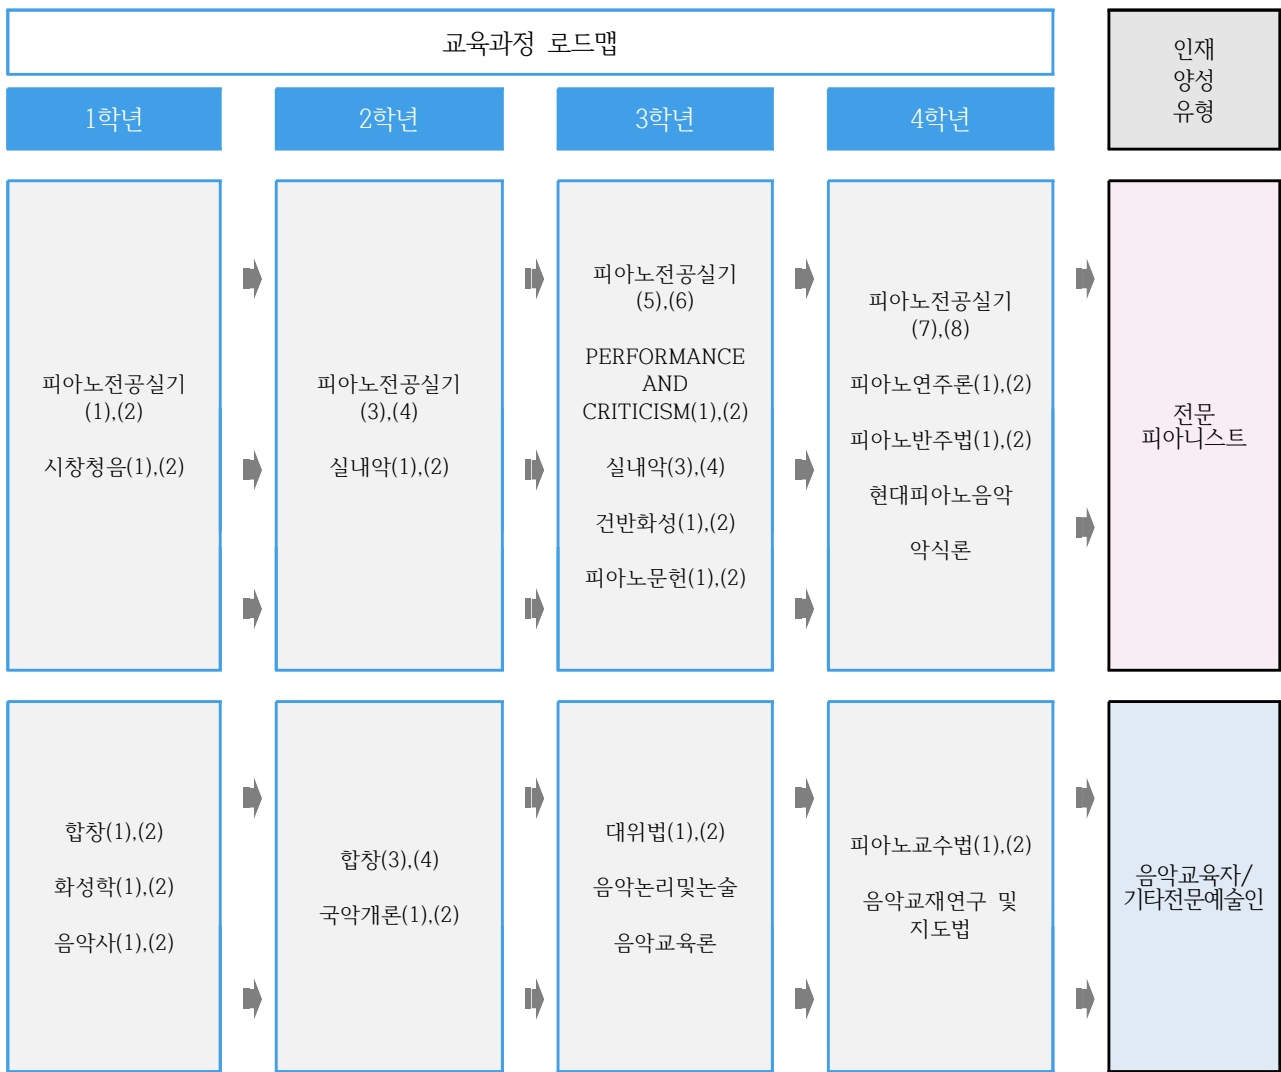 교육과정 로드맵
인재
양성
유형
1학년
2학년
3학년
4학년
피아노전공실기
(1),(2)
시창청음(1),(2)
피아노전공실기
(3),(4)
실내악(1),(2)
피아노전공실기
(5),(6)
PERFORMANCE
AND
CRITICISM(1),(2)
실내악(3),(4)
건반화성(1),(2)
피아노문헌(1),(2)
피아노전공실기
(7),(8)
피아노연주론(1),(2)
피아노반주법(1),(2)
현대피아노음악
악식론
전문
피아니스트
합창(1),(2)
화성학(1),(2)
음악사(1),(2)
합창(3),(4)
국악개론(1),(2)
대위법(1),(2)
음악논리및논술
음악교육론
피아노교수법(1),(2)
음악교재연구 및
지도법
음악교육자/
기타전문예술인